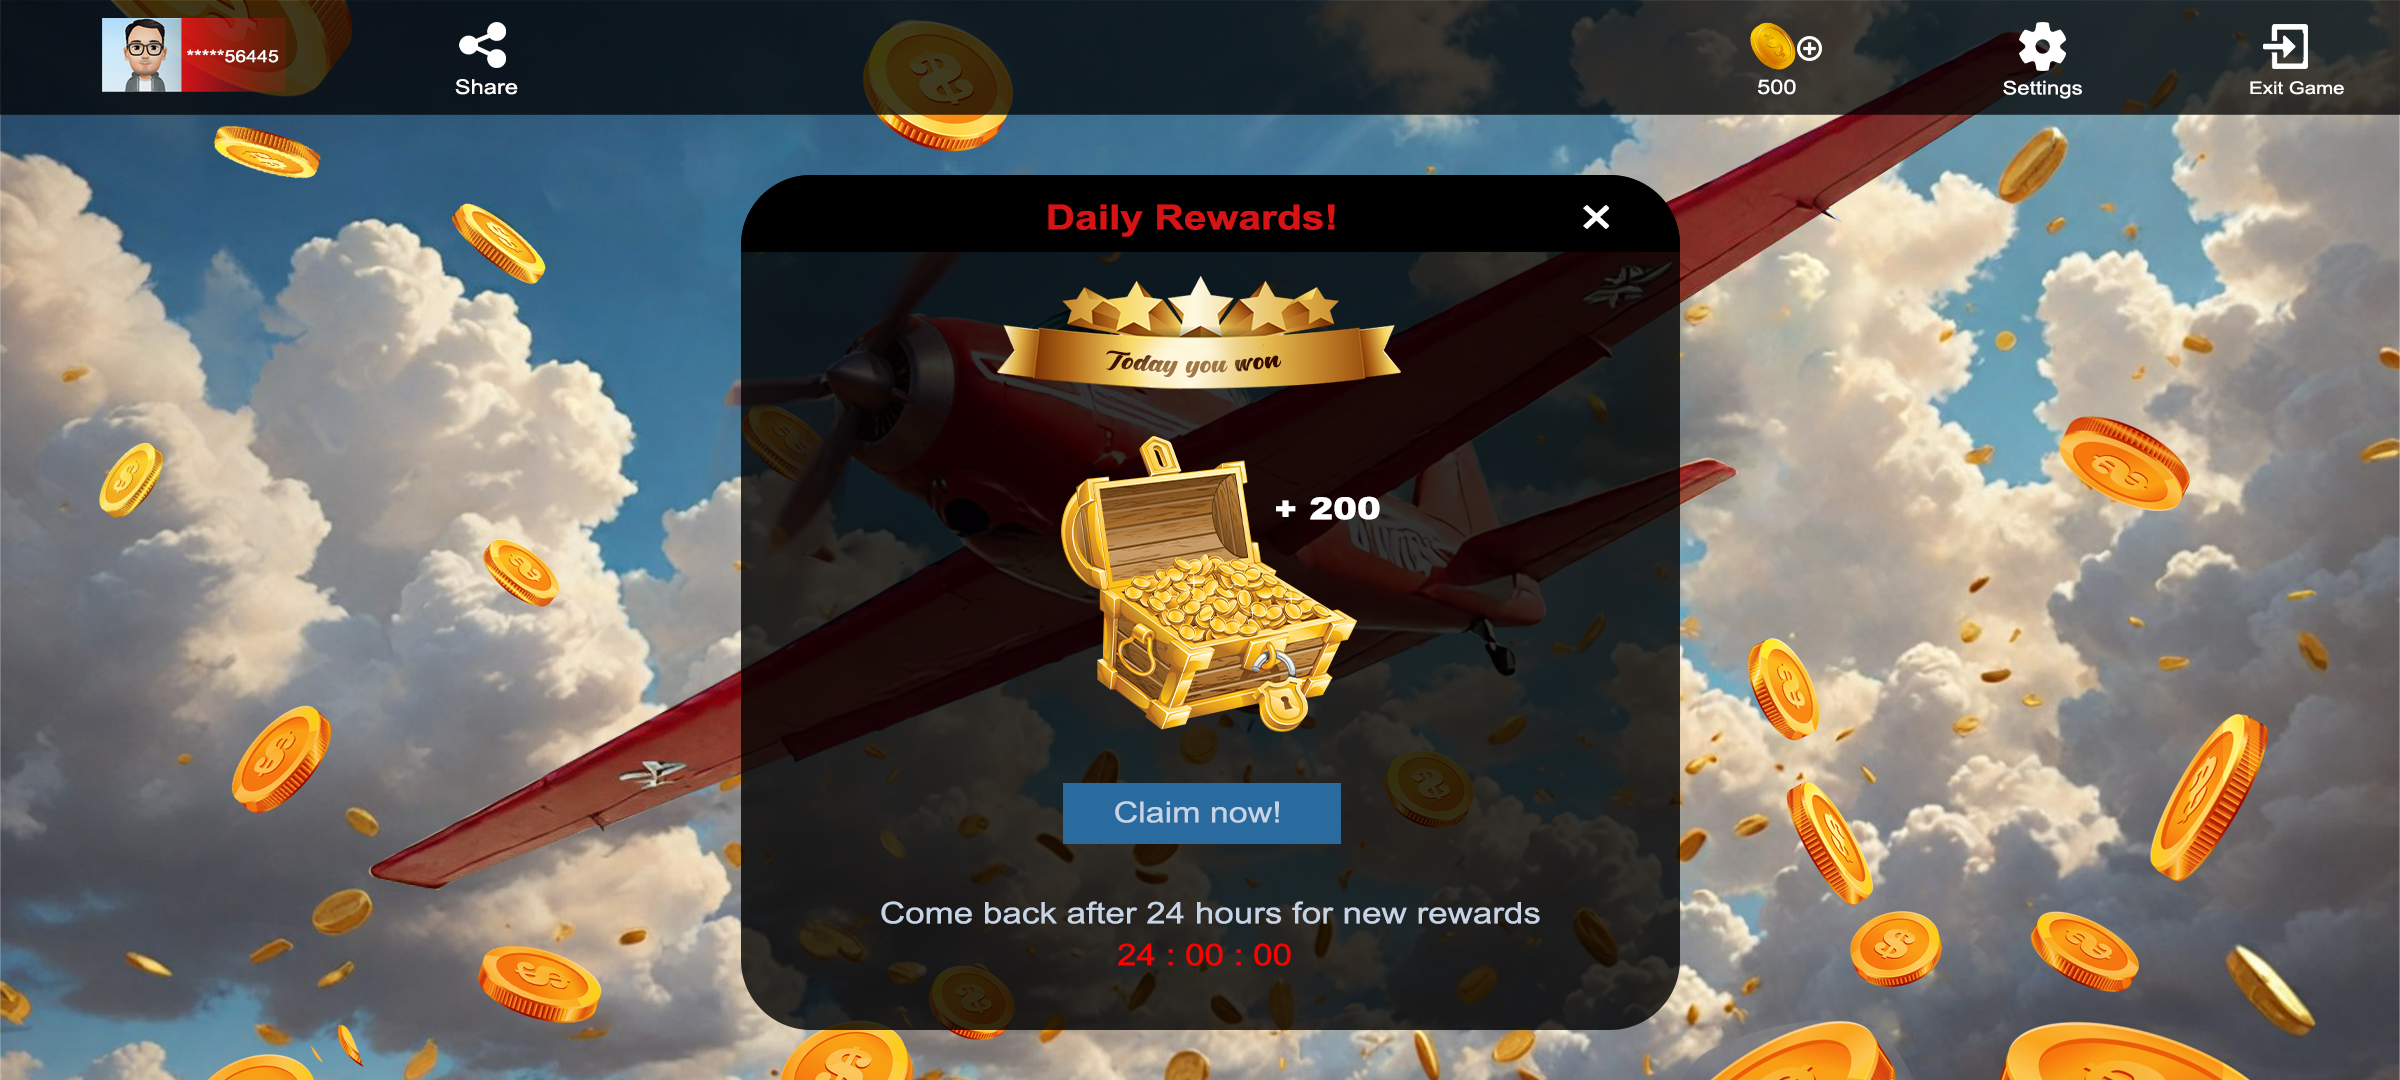 *****56445
Share
500
Settings
Exit Game
Daily Rewards!
Today you won
+ 200
Claim now!
Come back after 24 hours for new rewards
24 : 00 : 00